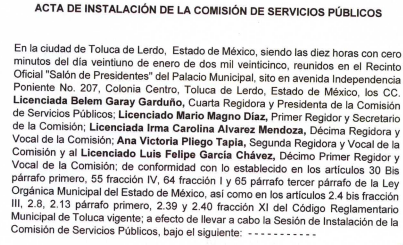 ACTA DE INSTALACIÓN DE LA COMISIÓN DE SERVICIOS PÚBLICOS
En la ciudad de Toluca de Lerdo, Estado de México, siendo las diez horas con cero
minutos del día veintiuno de enero de dos mil veinticinco, reunidos en el Recinto
Oficial "Salón de Presidentes" del Palacio Municipal, sito en avenida Independencia
Poniente No. 207, Colonia Centro, Toluca de Lerdo, Estado de México, los CC.
Licenciada Belem Garay Garduño, Cuarta Regidora y Presidenta de la Comisión
de Servicios Públicos; Licenciado Mario Magno Díaz, Primer Regidor y Secretario
de la Comisión; Licenciada Irma Carolina Alvarez Mendoza, Décima Regidora y
Vocal de la Comisión; Ana Victoria Pliego Tapia, Segunda Regidora y Vocal de la
Comisión y al Licenciado Luis Felipe García Chávez, Décimo Primer Regidor y
Vocal de la Comisión; de conformidad con lo establecido en los artículos 30 Bis
párrafo primero, 55 fracción IV, 64 fracción I y 65 párrafo tercer párrafo de la Ley
Orgánica Municipal del Estado de México, así como en los artículos 2.4 bis fracción
III, 2.8, 2.13 párrafo primero, 2.39 y 2.40 fracción XI del Código Reglamentario
Municipal de Toluca vigente; a efecto de llevar a cabo la Sesión de Instalación de la
Comisión de Servicios Públicos, bajo el siguiente: - - - - - - - - - - -